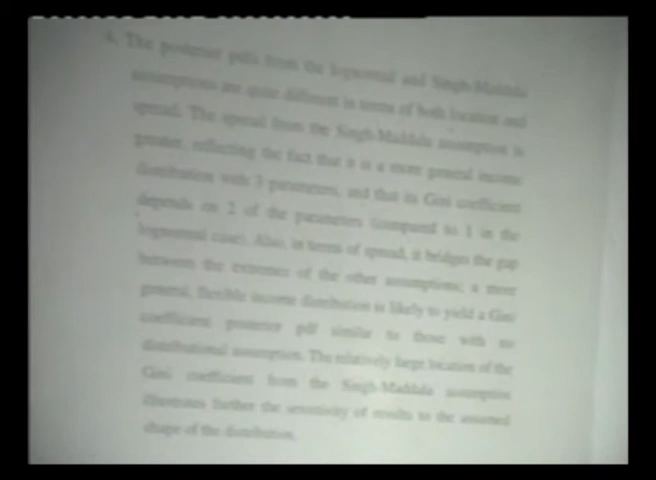 4. The posterior pdfs from the lognormal and Singh-Maddala
assumptions are quite different in terms of both location and
spread. The spread from the Singh-Maddala assumption is
greater, reflecting the fact that it is a more general income
distribution with 3 parameters, and that its Gini coefficient
depends on 2 of the parameters (compared to 1 in the
lognormal case). Also, in terms of spread, it bridges the gap
between the extremes of the other assumptions; a more
general, flexible income distribution is likely to yield a Gini
coefficient posterior pdf similar to those with no
distributional assumption. The relatively large location of the
Gini coefficient from the Singh-Maddala assumption
illustrates further the sensitivity of results to the assumed
shape of the distribution.